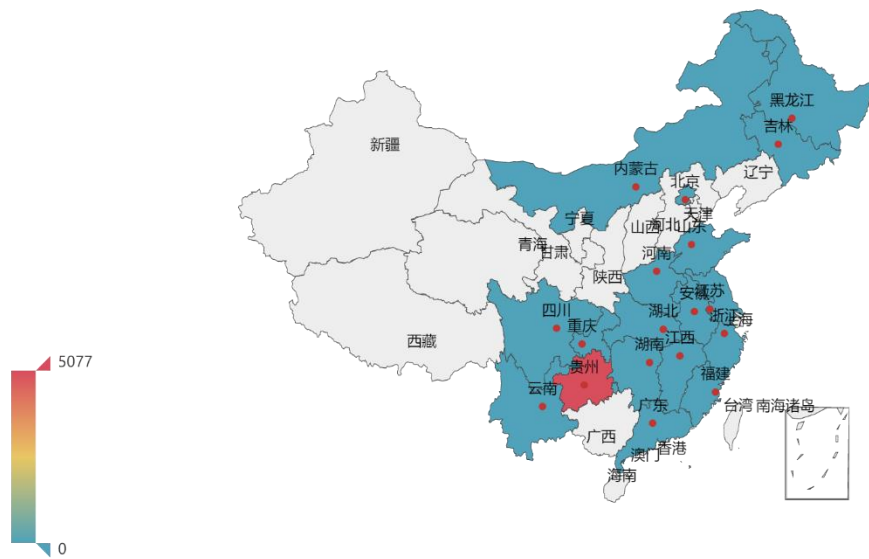 黑龙江
吉林
新疆
内蒙古
辽宁
北京
天津
宁夏
河北
山西
山东
青海
甘肃
河南
陕西
安徽
江苏
四川
湖北
浙江
上海
重庆
西藏
湖南
江西
贵州
福建
云南
广东
台湾
南海诸岛
广西
香港
澳门
海南
5077
0